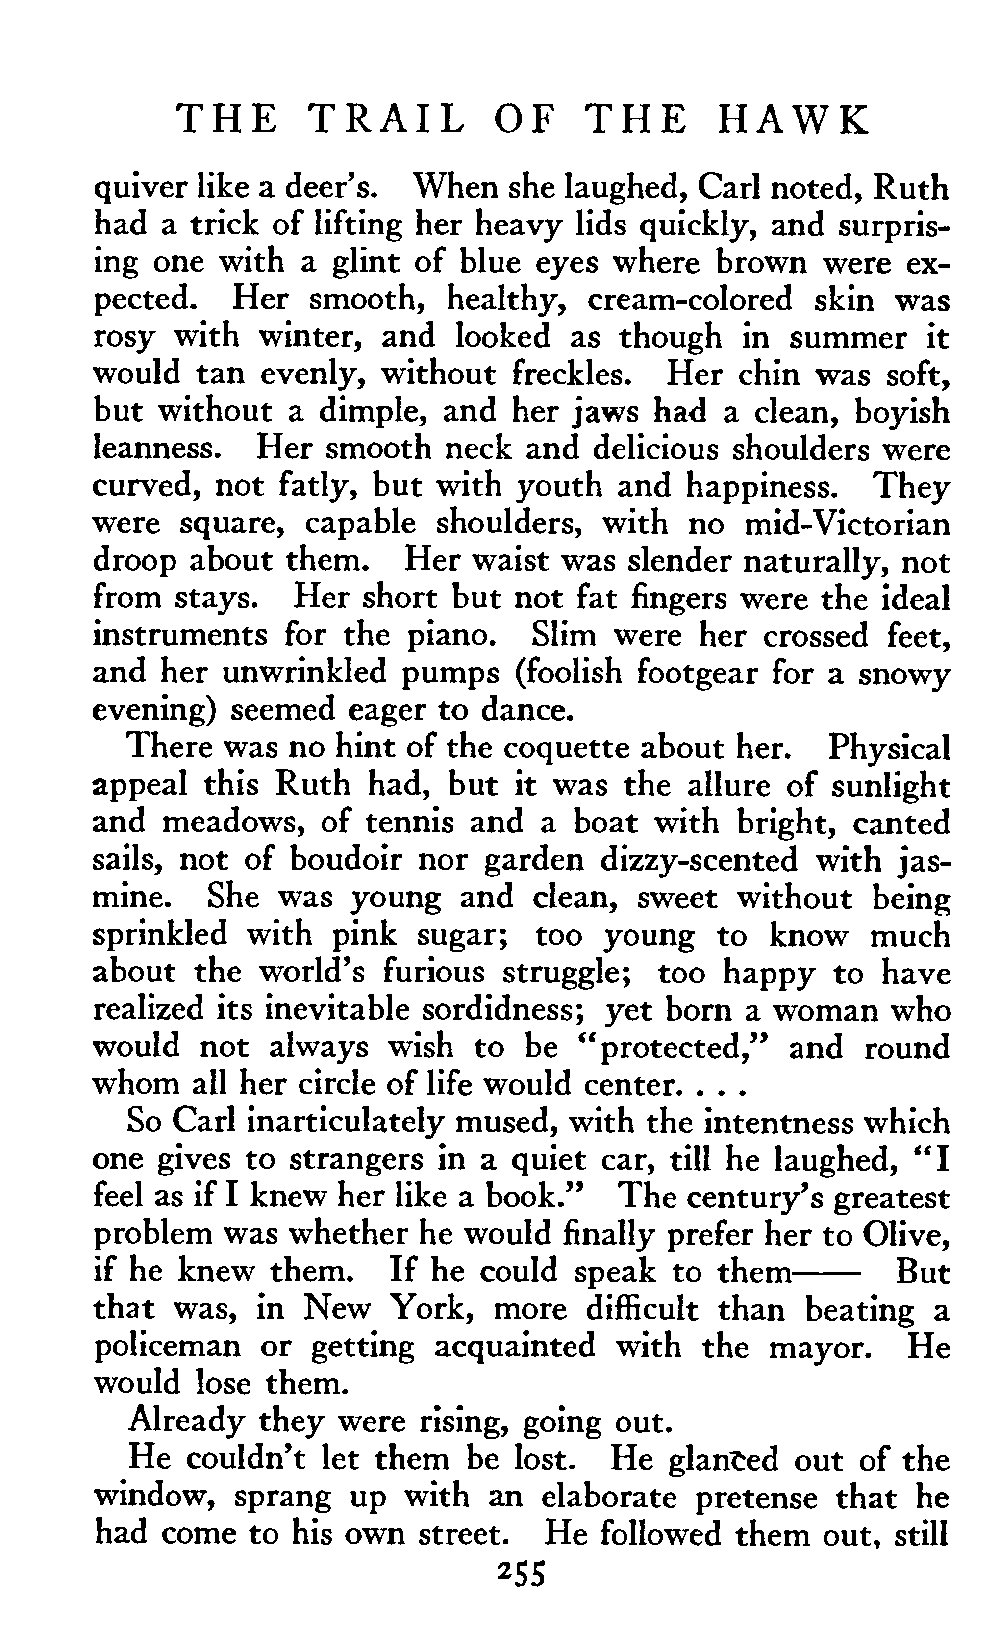 THE TRAIL OF THE HAWK
quiver like a deer's. When she laughed, Carl noted, Ruth
had a trick of lifting her heavy lids quickly, and surpris-
ing one with a glint of blue eyes where brown were ex-
pected. Her smooth, healthy, cream-colored skin was
rosy with winter, and looked as though in summer it
would tan evenly, without freckles. Her chin was soft,
but without a dimple, and her jaws had a clean, boyish
leanness. Her smooth neck and delicious shoulders were
curved, not fatly, but with youth and happiness. They
were square, capable shoulders, with no mid-Victorian
droop about them. Her waist was slender naturally, not
from stays. Her short but not fat fingers were the ideal
instruments for the piano. Slim were her crossed feet,
and her unwrinkled pumps (foolish footgear for a snowy
evening) seemed eager to dance.
There was no hint of the coquette about her. Physical
appeal this Ruth had, but it was the allure of sunlight
and meadows, of tennis and a boat with bright, canted
sails, not of boudoir nor garden dizzy-scented with jas-
mine. She was young and clean, sweet without being
sprinkled with pink sugar; too young to know much
about the world's furious struggle; too happy to have
realized its inevitable sordidness; yet born a woman who
would not always wish to be "protected," and round
whom all her circle of life would center. . . .
So Carl inarticulately mused, with the intentness which
one gives to strangers in a quiet car, till he laughed, "I
feel as if I knew her like a book." The century's greatest
problem was whether he would finally prefer her to Olive,
if he knew them. If he could speak to them—— But
that was, in New York, more difficult than beating a
policeman or getting acquainted with the mayor. He
would lose them.
Already they were rising, going out.
He couldn't let them be lost. He glanced out of the
window, sprang up with an elaborate pretense that he
had come to his own street. He followed them out, still
255